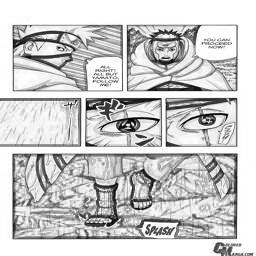 ALL
RIGHT!
ALL BUT
YAMATO,
FOLLOW
ME!
YOU CAN
PROCEED
NOW!
SPLASH
COLORED
MANGA.COM